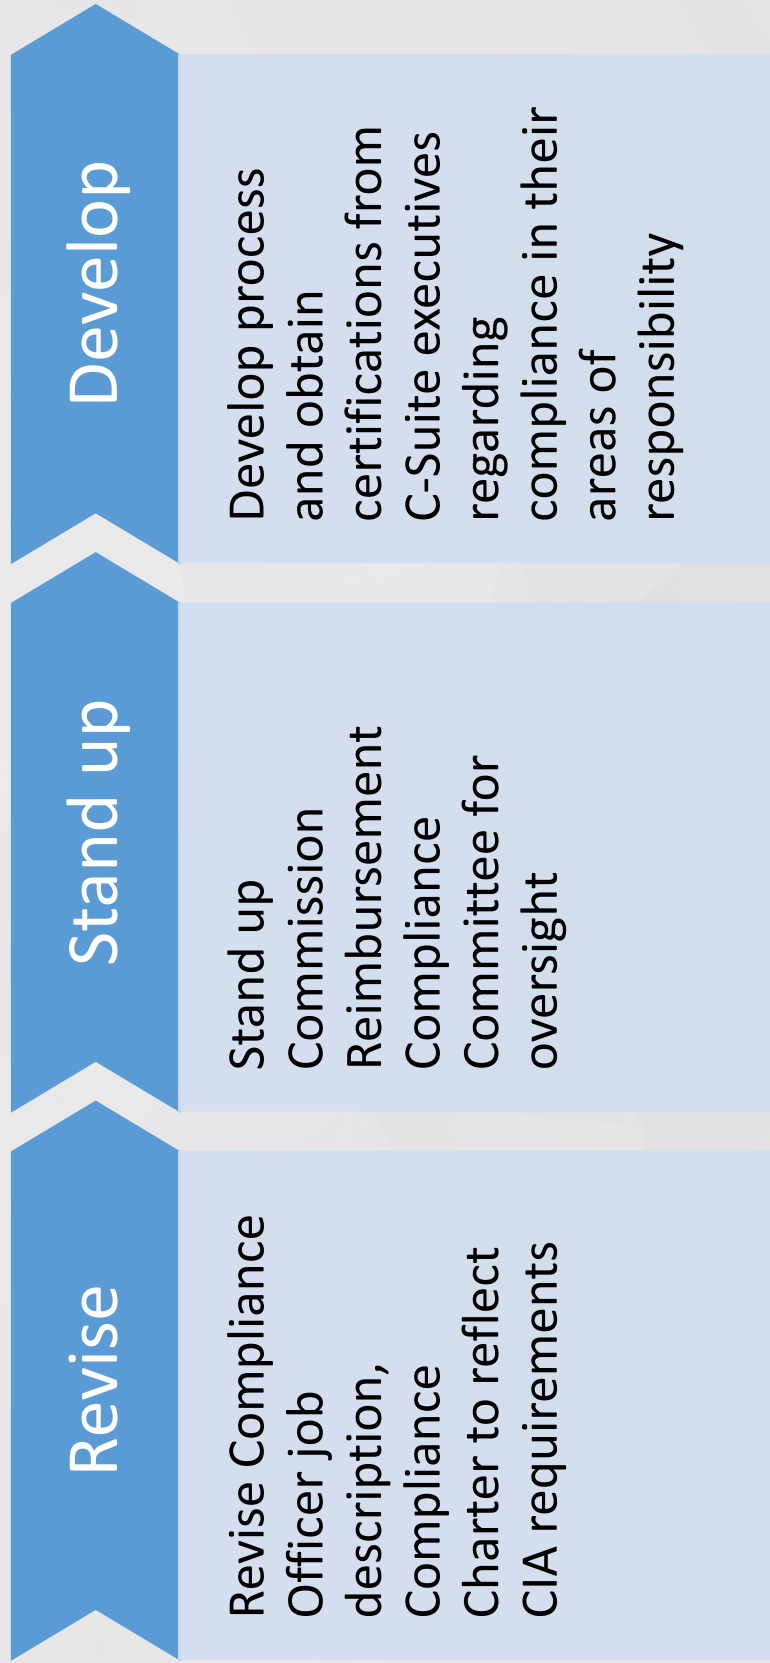 Revise
Revise Compliance
Officer job
description,
Compliance
Charter to reflect
CIA requirements
Stand up
Stand up
Commission
Reimbursement
Compliance
Committee for
oversight
Develop
Develop process
and obtain
certifications from
C-Suite executives
regarding
compliance in their
areas of
responsibility